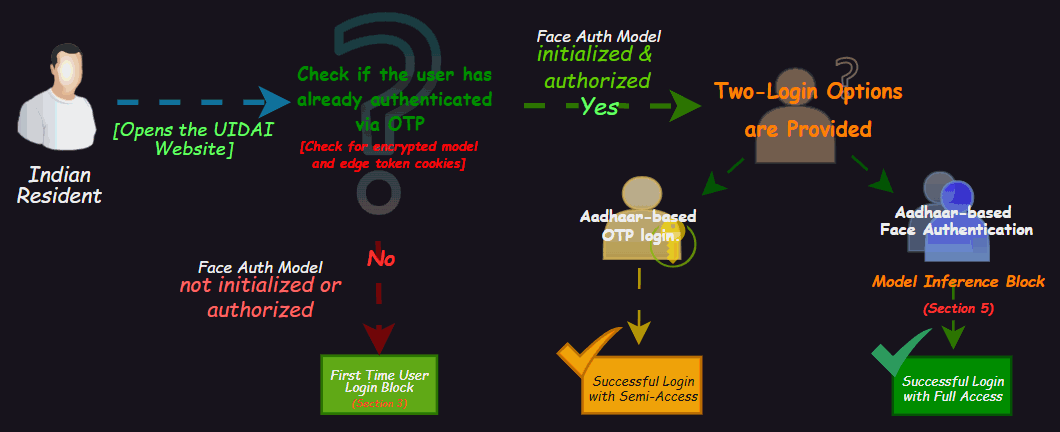 Indian
Resident
[Opens the UIDAI
Website]
Check if the user has
already authenticated
via OTP
[Check for encrypted model
and edge token cookies]
Face Auth Model
initialized &
authorized
Yes
Two-Login Options
are Provided
Aadhaar-based
OTP login.
Aadhaar-based
Face Authentication
Model Inference Block
(Section 5)
No
Face Auth Model
not initialized or
authorized
First Time User
Login Block
Successful Login
with Semi-Access
Successful Login
with Full Access